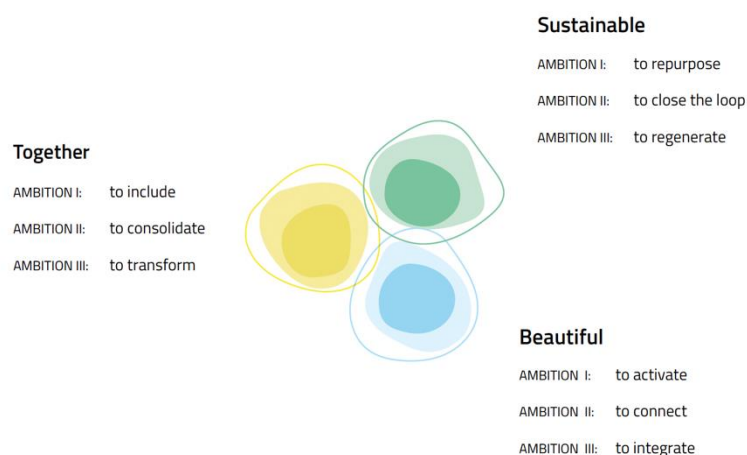 Sustainable
AMBITION I: to repurpose
AMBITION II: to close the loop
AMBITION III: to regenerate
Together
AMBITION I: to include
AMBITION II: to consolidate
AMBITION III: to transform
Beautiful
AMBITION I: to activate
AMBITION II: to connect
AMBITION III: to integrate